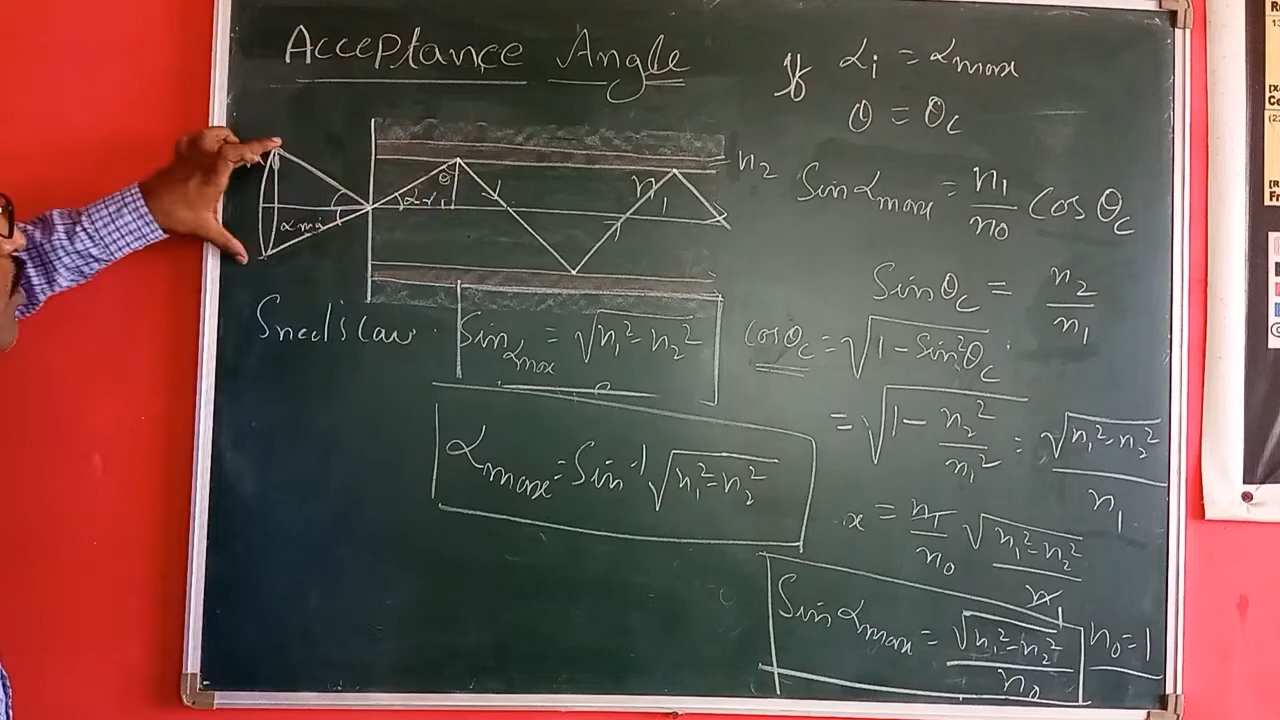 Acceptance Angle
If αi = αmax
θ = θc
n2
Sin αmax = n1/n0 Cos θc
θ
αr1
n1
αmax
Sin θc = n2/n1
Snell's law
Sin αmax = √(n1² - n2²)
Cos θc = √(1 - Sin²θc)
= √(1 - n2²/n1²) = √(n1² - n2²)/n1
αmax = Sin⁻¹ √(n1² - n2²)
= n1/n0 √(n1² - n2²)/n1
Sin αmax = √(n1² - n2²)/n0
n0 = 1